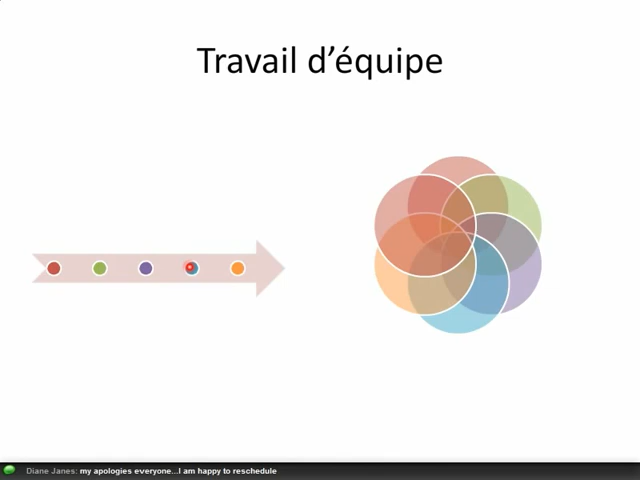 Travail d’équipe
Diane Janes: my apologies everyone...I am happy to reschedule